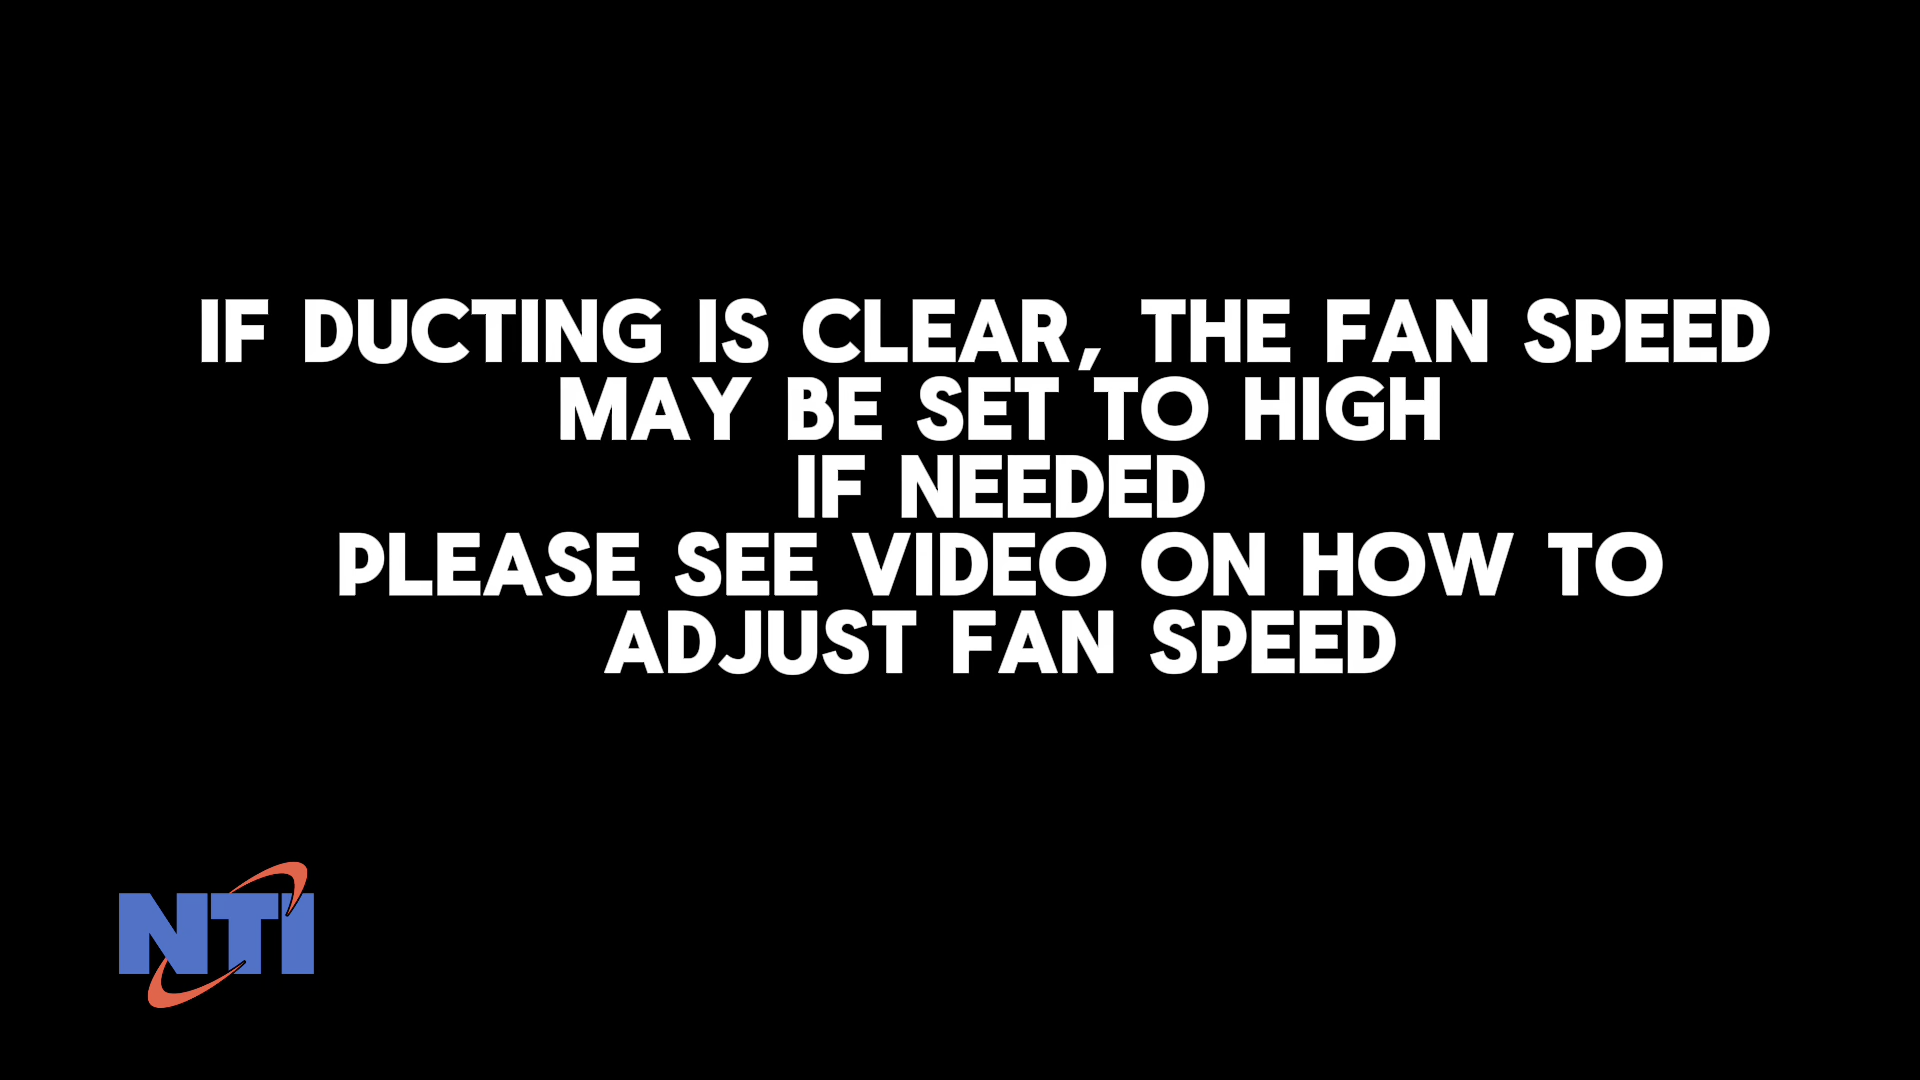 IF DUCTING IS CLEAR, THE FAN SPEED
MAY BE SET TO HIGH
IF NEEDED
PLEASE SEE VIDEO ON HOW TO
ADJUST FAN SPEED
NTI